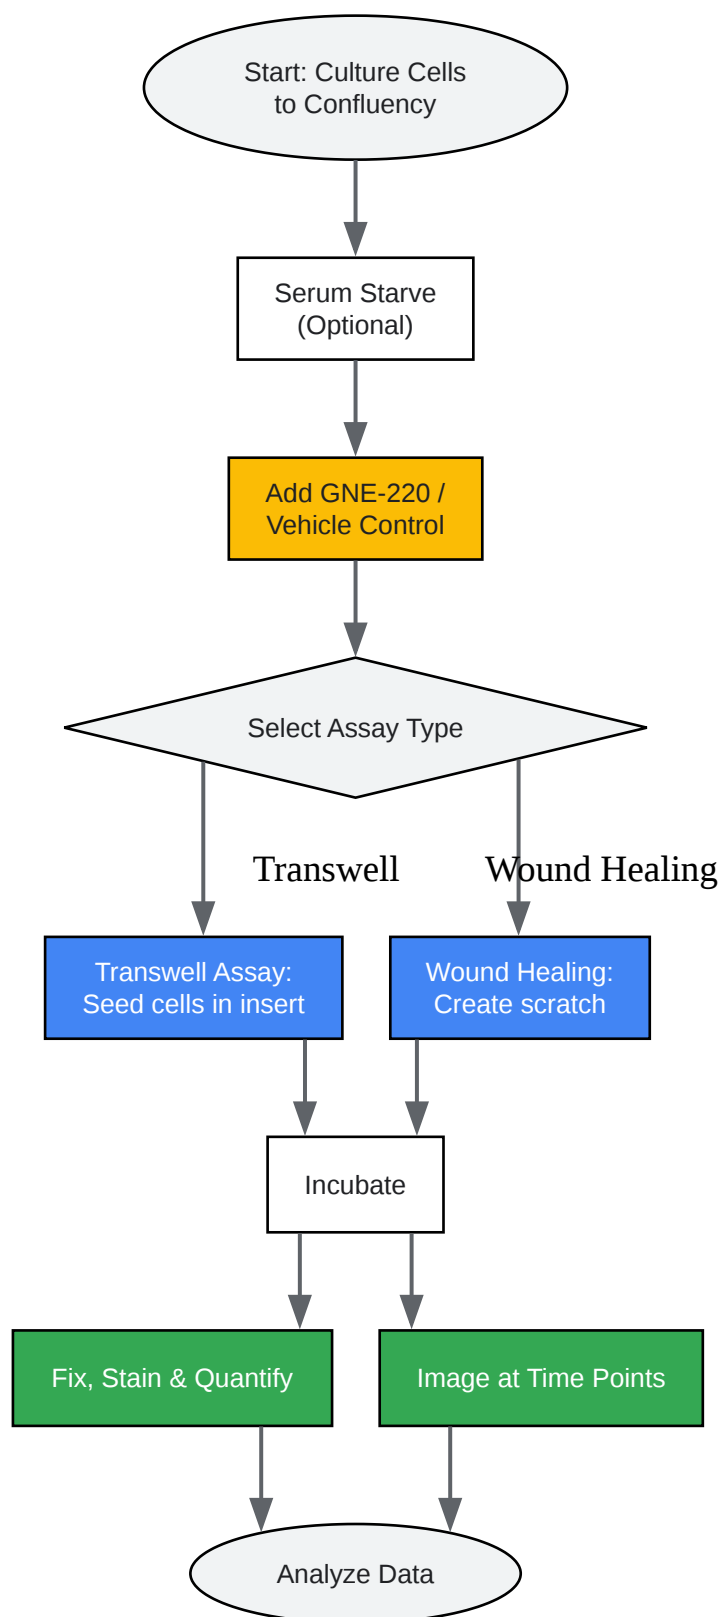 Start: Culture Cells
to Confluency
Serum Starve
(Optional)
Add GNE-220 /
Vehicle Control
Select Assay Type
Transwell
Wound Healing
Transwell Assay:
Seed cells in insert
Wound Healing:
Create scratch
Incubate
Fix, Stain & Quantify
Image at Time Points
Analyze Data